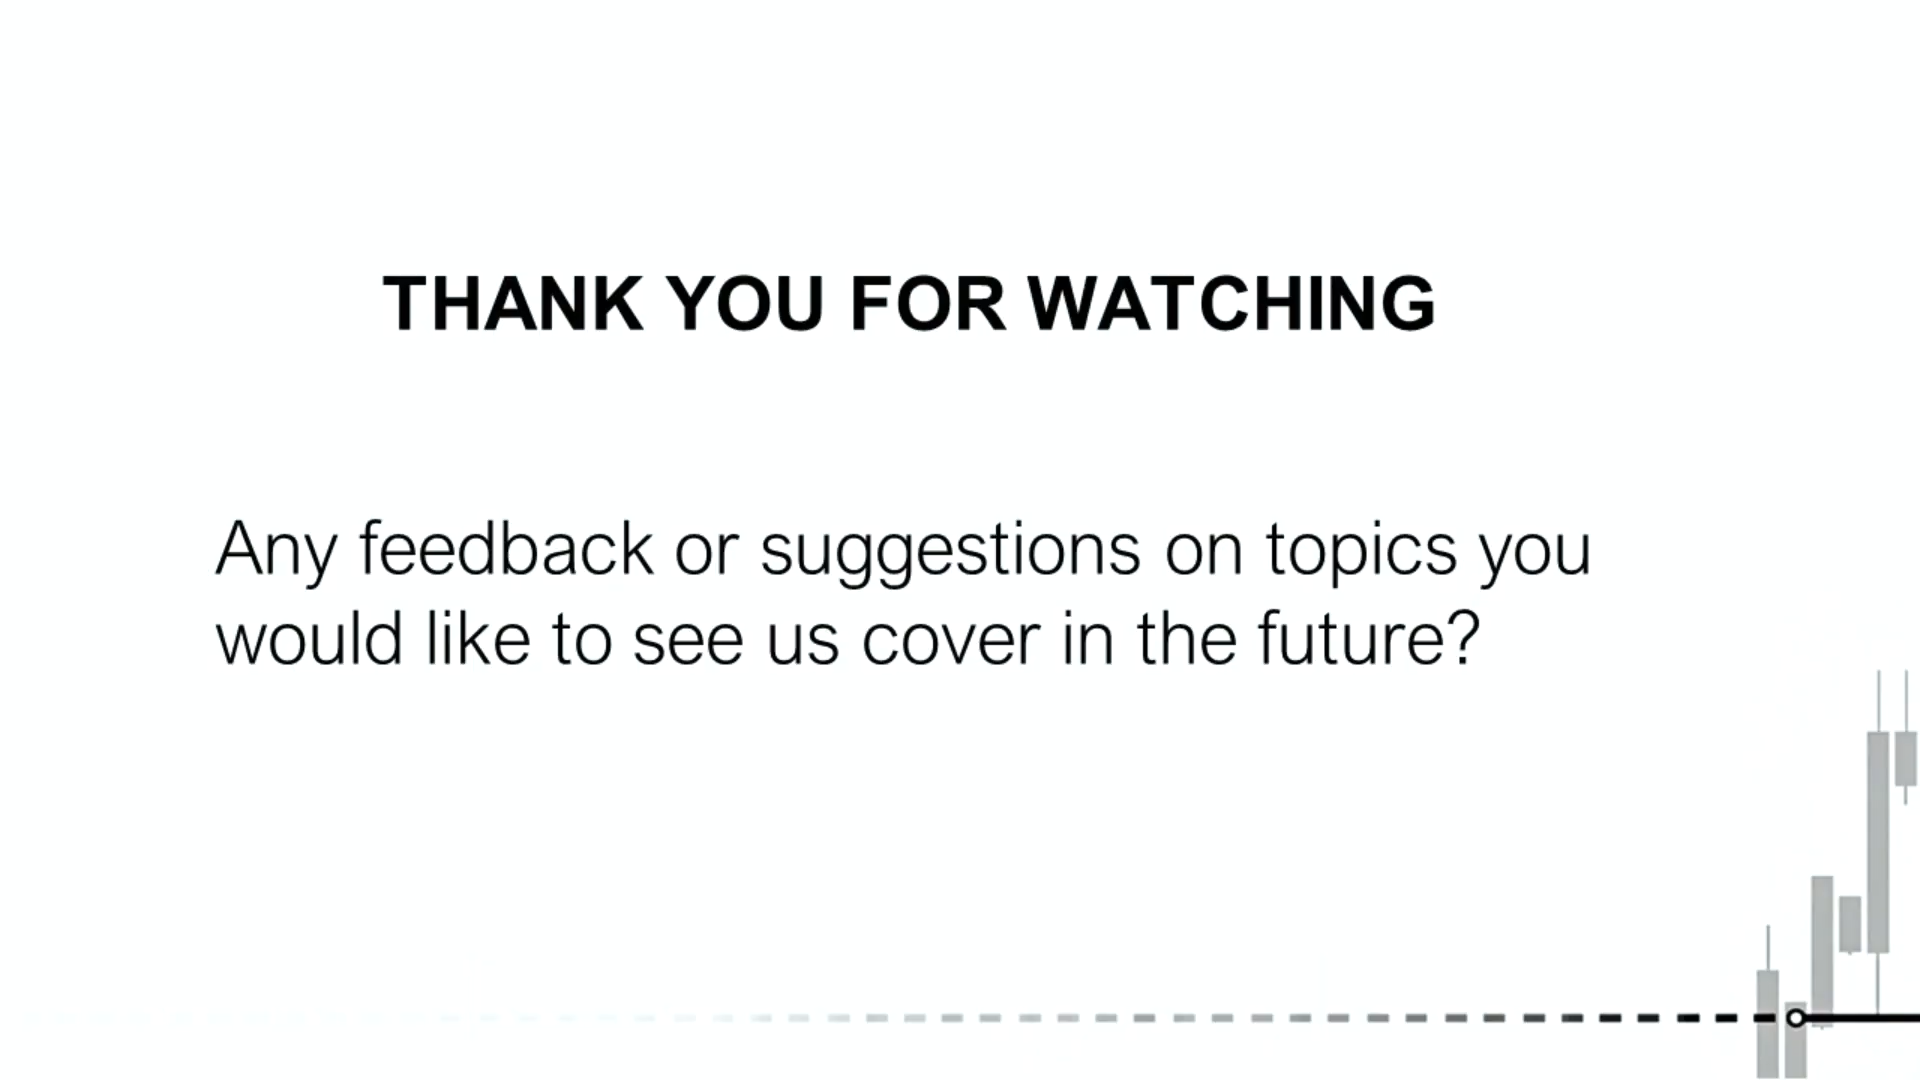 THANK YOU FOR WATCHING
Any feedback or suggestions on topics you
would like to see us cover in the future?